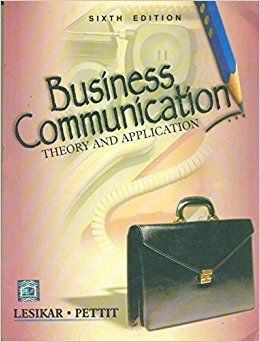 SIXTH EDITION
Business
Communication
THEORY AND APPLICATION
LESIKAR • PETTIT